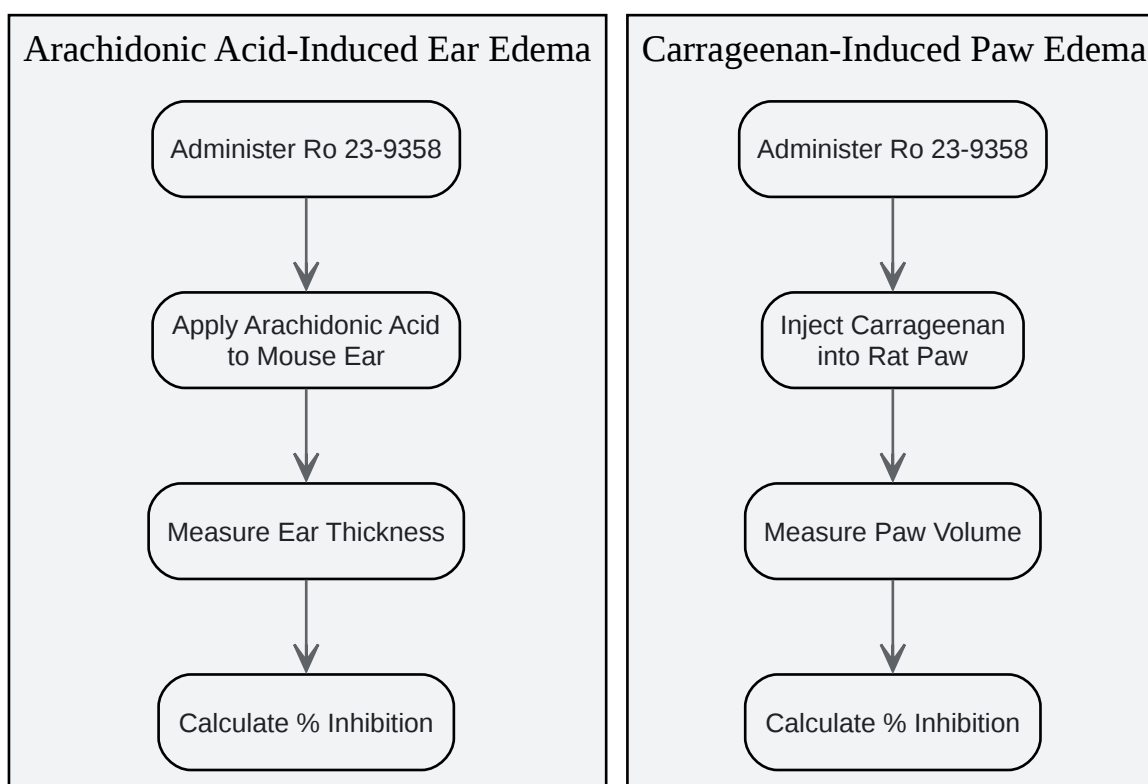 Arachidonic Acid-Induced Ear Edema
Administer Ro 23-9358
Apply Arachidonic Acid
to Mouse Ear
Measure Ear Thickness
Calculate % Inhibition
Carrageenan-Induced Paw Edema
Administer Ro 23-9358
Inject Carrageenan
into Rat Paw
Measure Paw Volume
Calculate % Inhibition